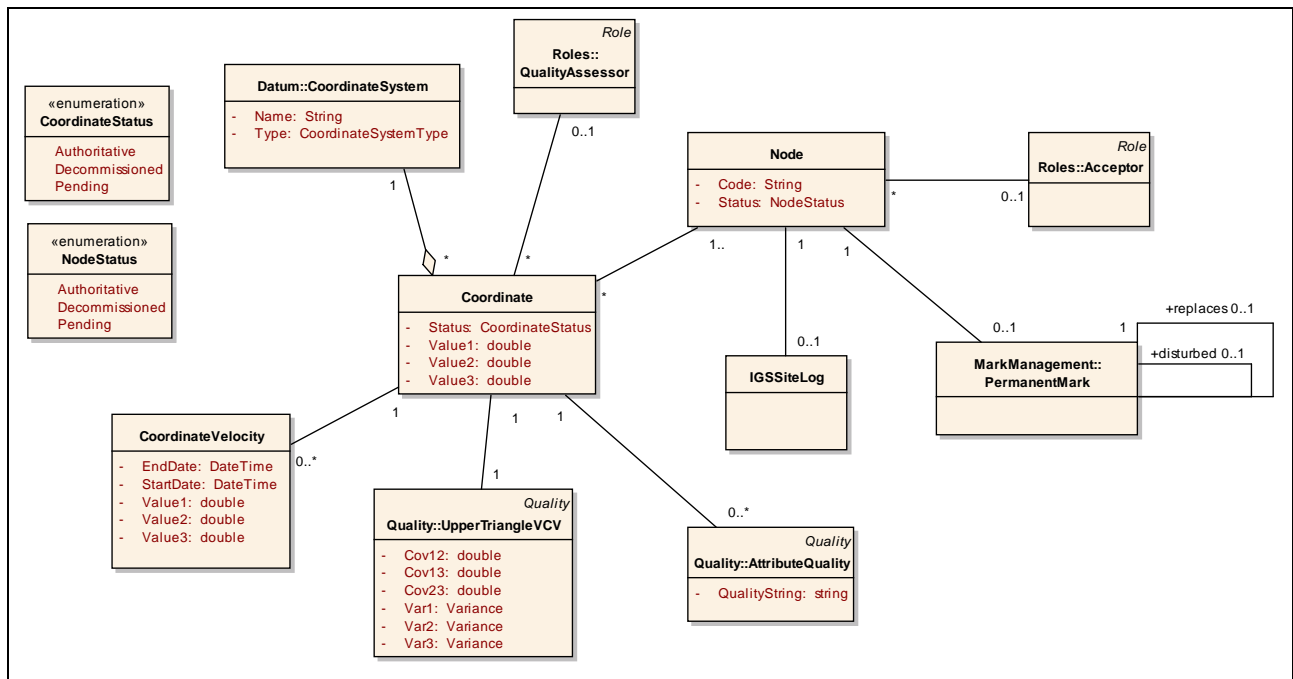 «enumeration»
CoordinateStatus
Authoritative
Decommissioned
Pending
«enumeration»
NodeStatus
Authoritative
Decommissioned
Pending
Datum::CoordinateSystem
- Name: String
- Type: CoordinateSystemType
1
*
Role
Roles::
QualityAssessor
0..1
*
Node
- Code: String
- Status: NodeStatus
*
0..1
Role
Roles::Acceptor
1..
*
1
0..1
1
0..1
Coordinate
- Status: CoordinateStatus
- Value1: double
- Value2: double
- Value3: double
IGSSiteLog
MarkManagement::
PermanentMark
1
+replaces 0..1
+disturbed 0..1
1
0..*
1
1
1
0..*
CoordinateVelocity
- EndDate: DateTime
- StartDate: DateTime
- Value1: double
- Value2: double
- Value3: double
Quality
Quality::UpperTriangleVCV
- Cov12: double
- Cov13: double
- Cov23: double
- Var1: Variance
- Var2: Variance
- Var3: Variance
Quality
Quality::AttributeQuality
- QualityString: string